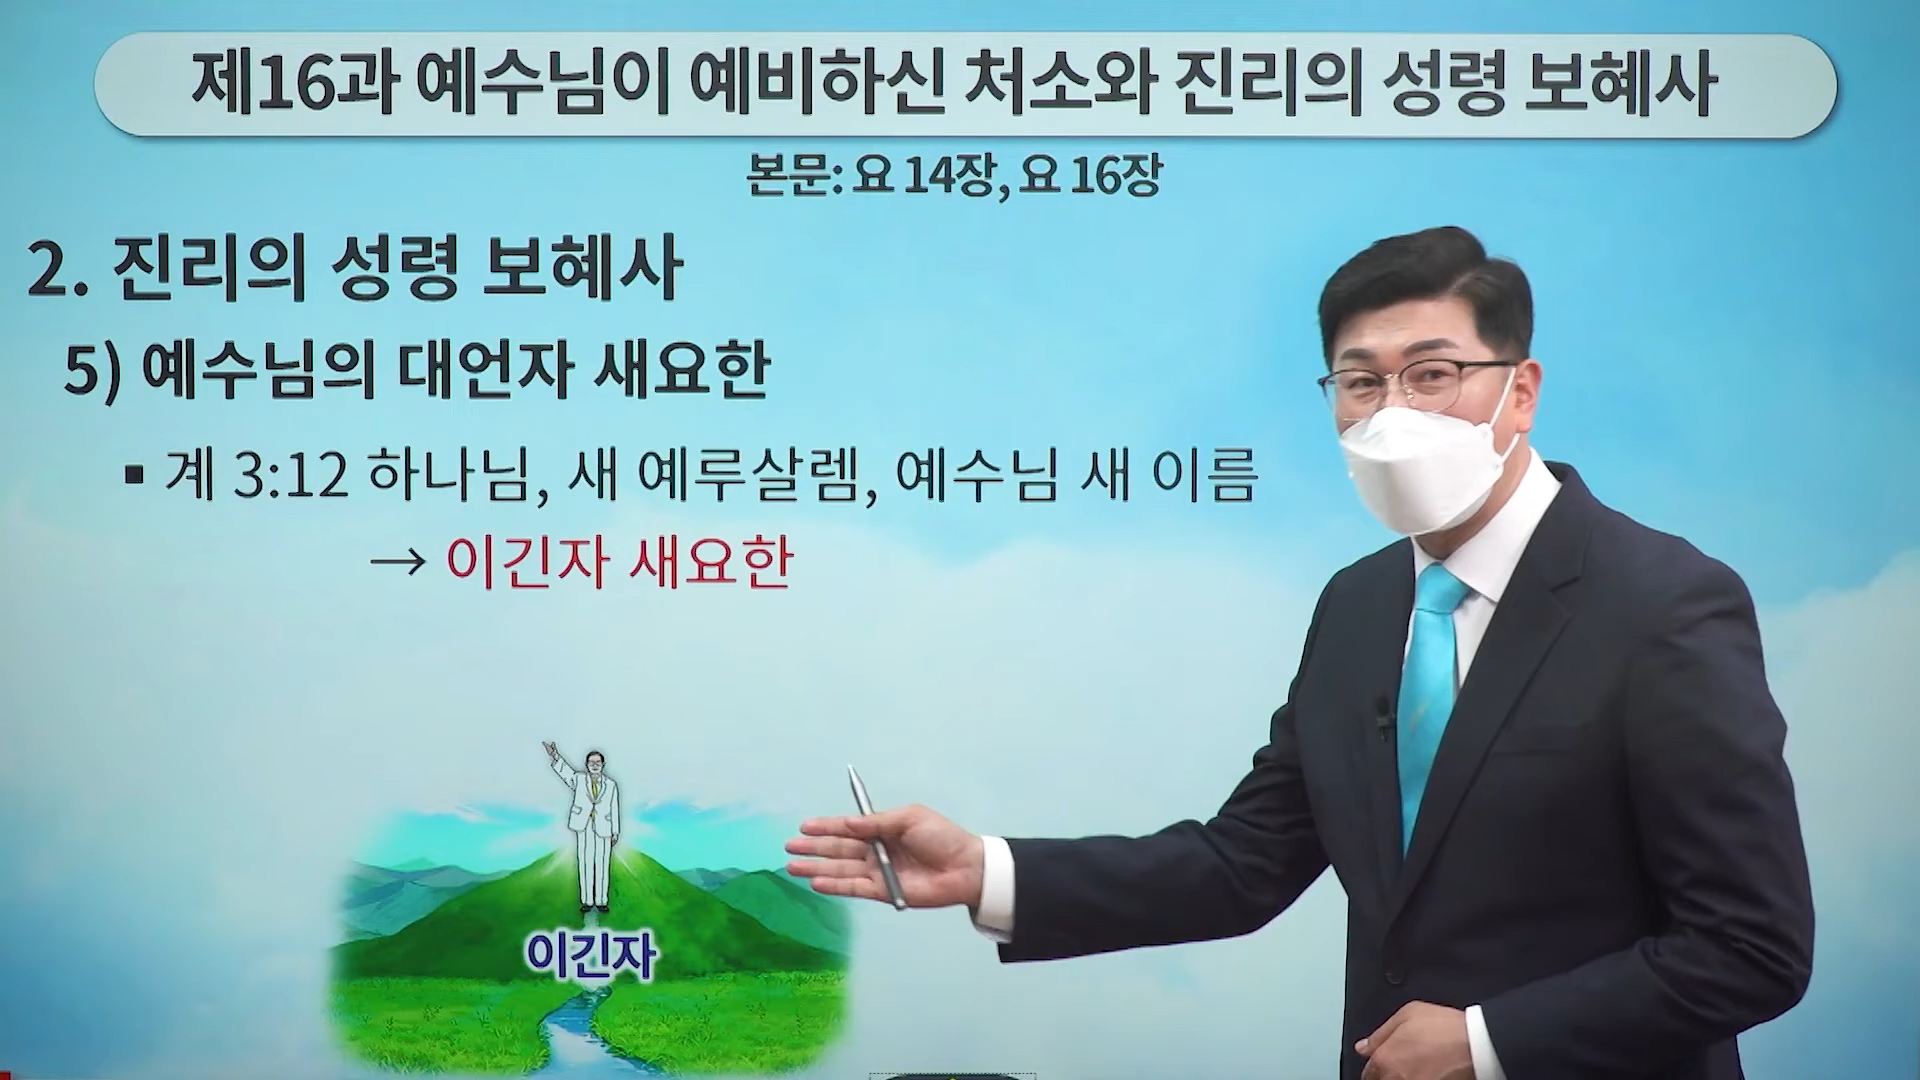 제16과 예수님이 예비하신 처소와 진리의 성령 보혜사
본문: 요 14장, 요 16장
2. 진리의 성령 보혜사
5) 예수님의 대언자 새요한
▪ 계 3:12 하나님, 새 예루살렘, 예수님 새 이름
→ 이긴자 새요한
이긴자